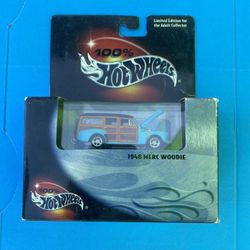 Limited Edition for
the Adult Collector
100%
HOT WHEELS
1948 MERC WOODIE
100%
HOT WHEELS